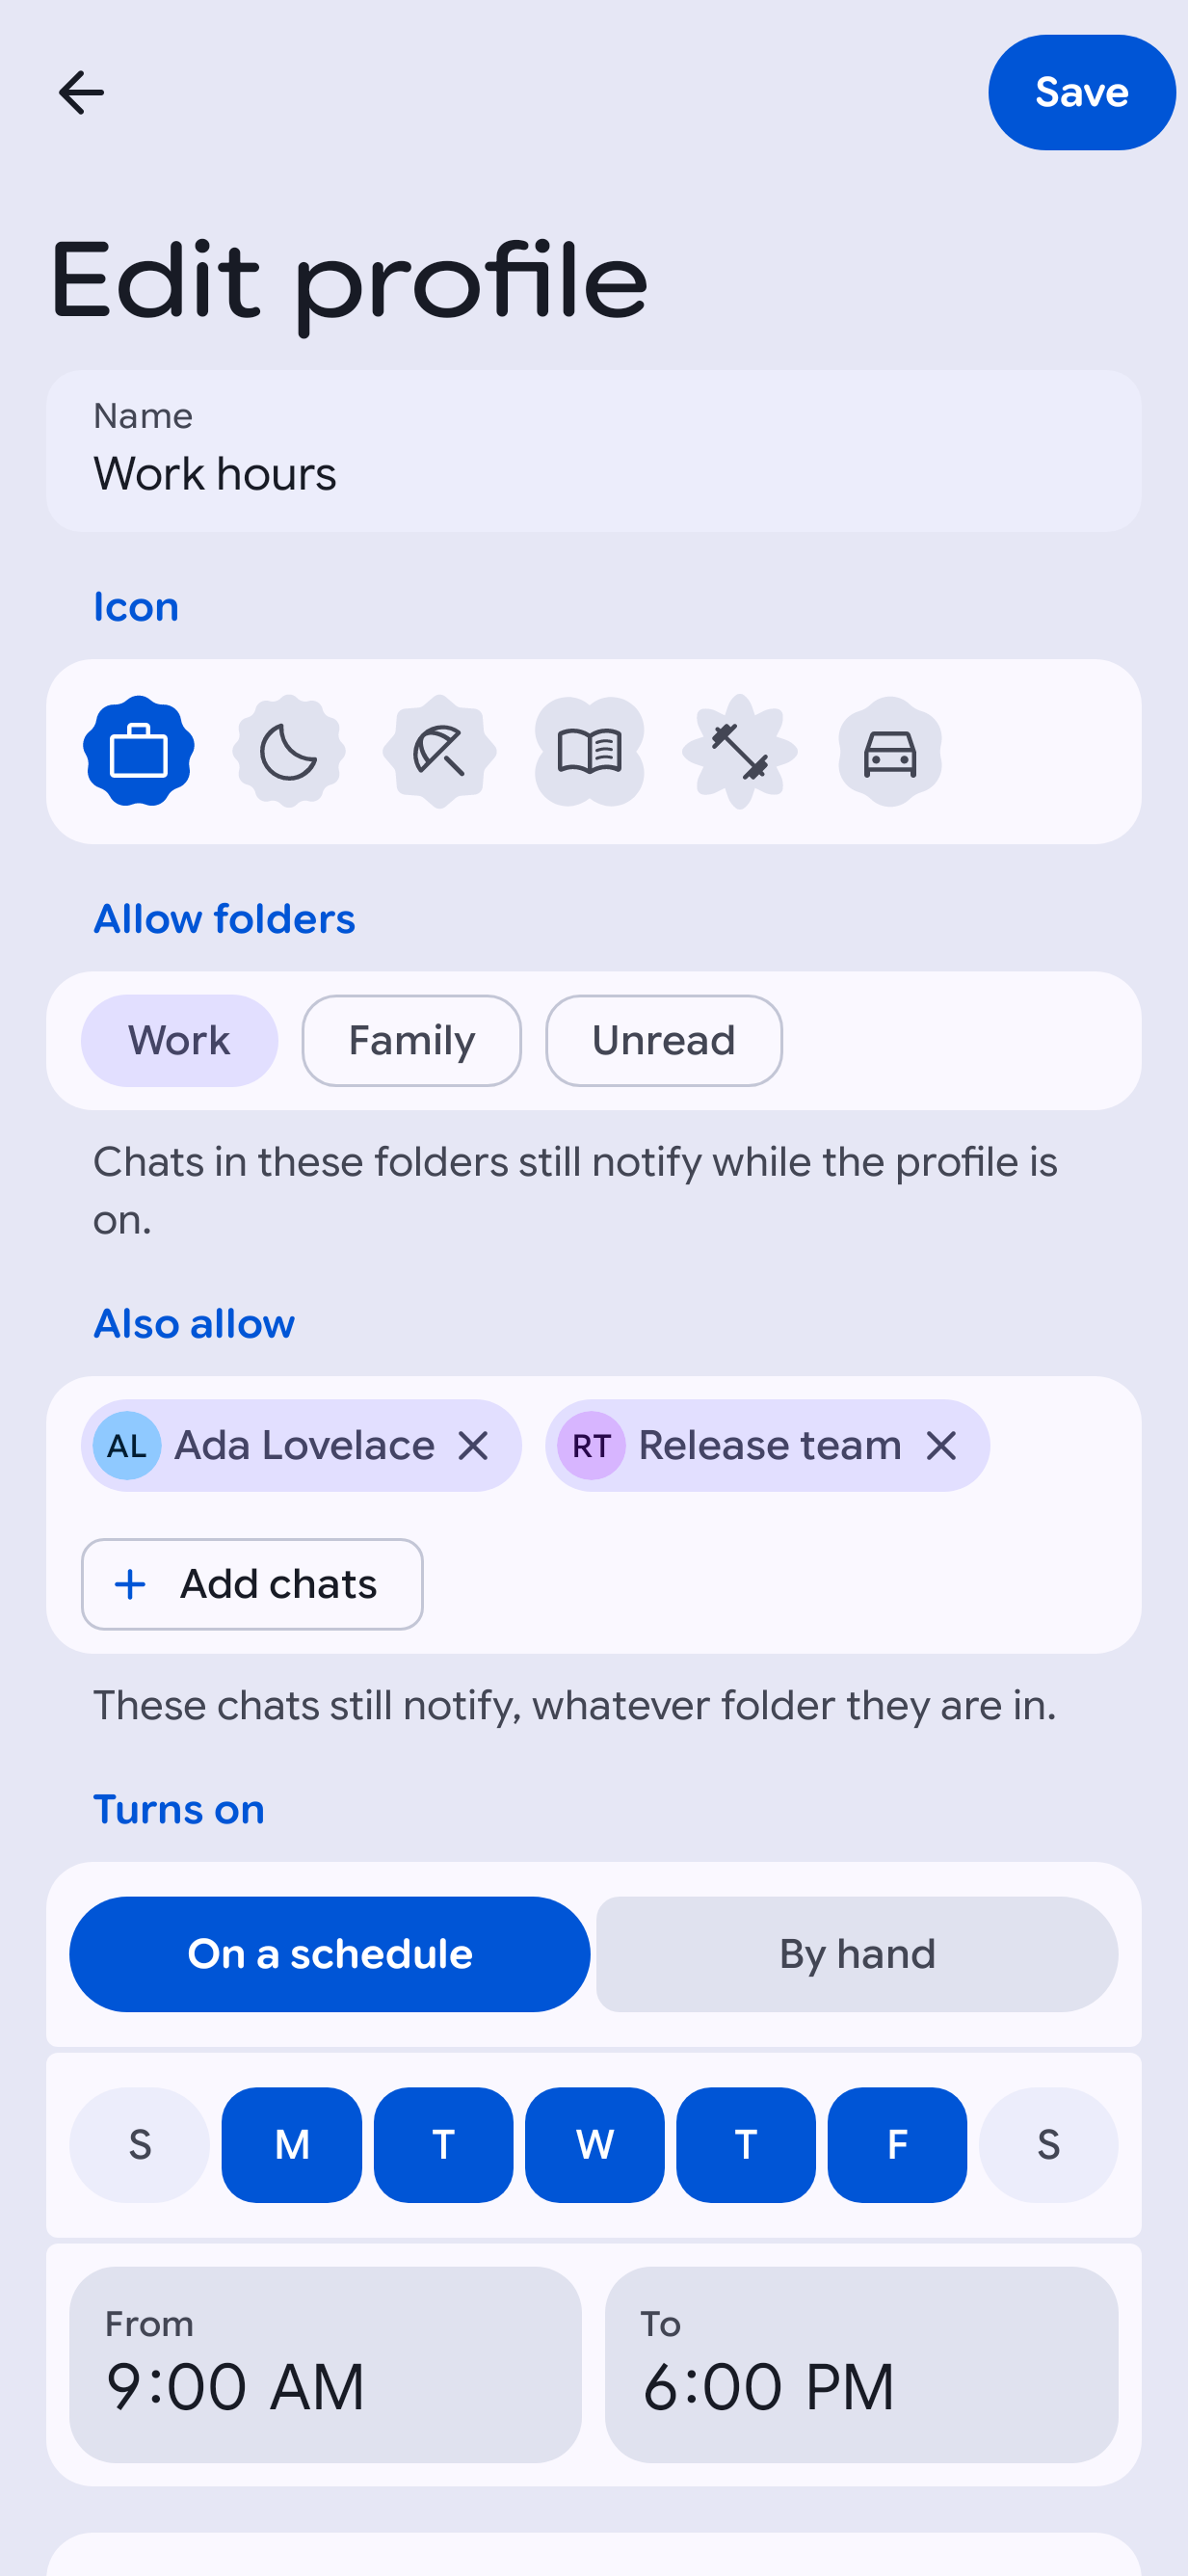 Save
Edit profile
Name
Work hours
Icon
Allow folders
Work Family Unread
Chats in these folders still notify while the profile is
on.
Also allow
AL Ada Lovelace RT Release team
Add chats
These chats still notify, whatever folder they are in.
Turns on
On a schedule By hand
S M T W T F S
From To
9:00 AM 6:00 PM